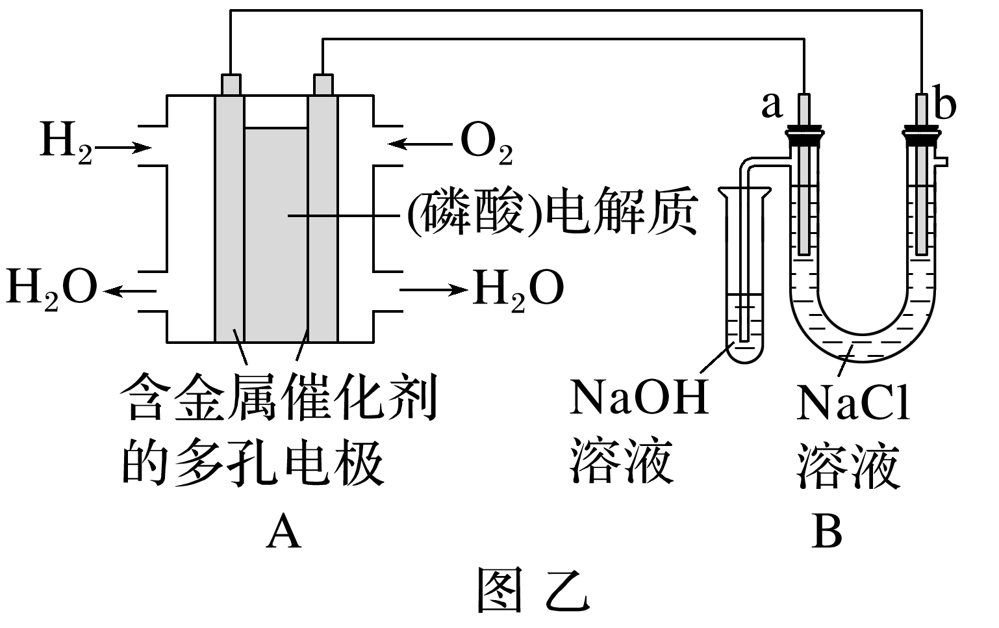 a
b
H₂
O₂
(磷酸)电解质
H₂O
H₂O
含金属催化剂
的多孔电极
NaOH
溶液
NaCl
溶液
A
B
图 乙